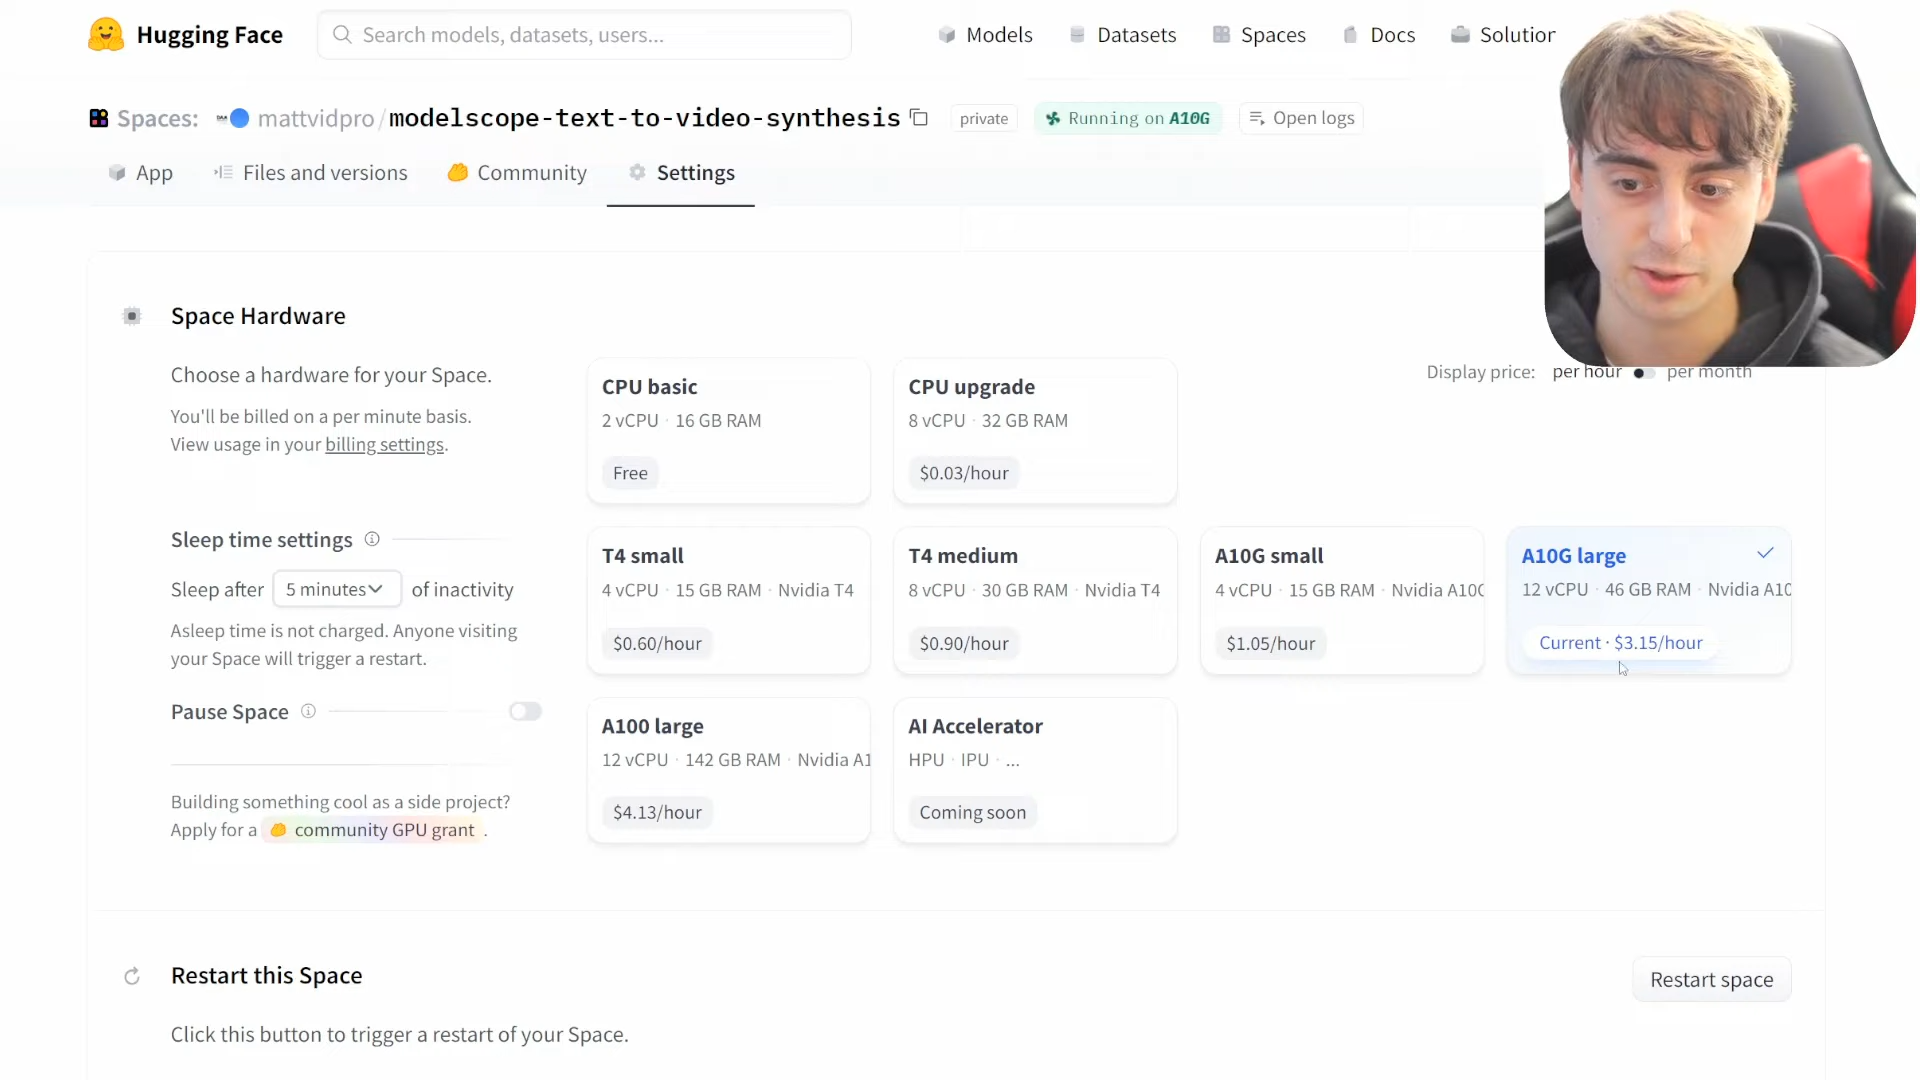 Hugging Face
Search models, datasets, users...
Models
Datasets
Spaces
Docs
Spaces:
mattvidpro/modelscope-text-to-video-synthesis
private
Running on A10G
Open logs
App
Files and versions
Community
Settings
Space Hardware
Choose a hardware for your Space.
You'll be billed on a per minute basis.
View usage in your billing settings.
Display price: per hour per month
CPU basic
2 vCPU · 16 GB RAM
Free
CPU upgrade
8 vCPU · 32 GB RAM
$0.03/hour
Sleep time settings
Sleep after 5 minutes of inactivity
Asleep time is not charged. Anyone visiting
your Space will trigger a restart.
T4 small
4 vCPU · 15 GB RAM · Nvidia T4
$0.60/hour
T4 medium
8 vCPU · 30 GB RAM · Nvidia T4
$0.90/hour
A10G small
4 vCPU · 15 GB RAM · Nvidia
$1.05/hour
A10G large
12 vCPU · 46 GB RAM · Nvidia
Current · $3.15/hour
Pause Space
A100 large
12 vCPU · 142 GB RAM · Nvidia
$4.13/hour
AI Accelerator
HPU · IPU · ...
Coming soon
Building something cool as a side project?
Apply for a community GPU grant .
Restart this Space
Restart space
Click this button to trigger a restart of your Space.